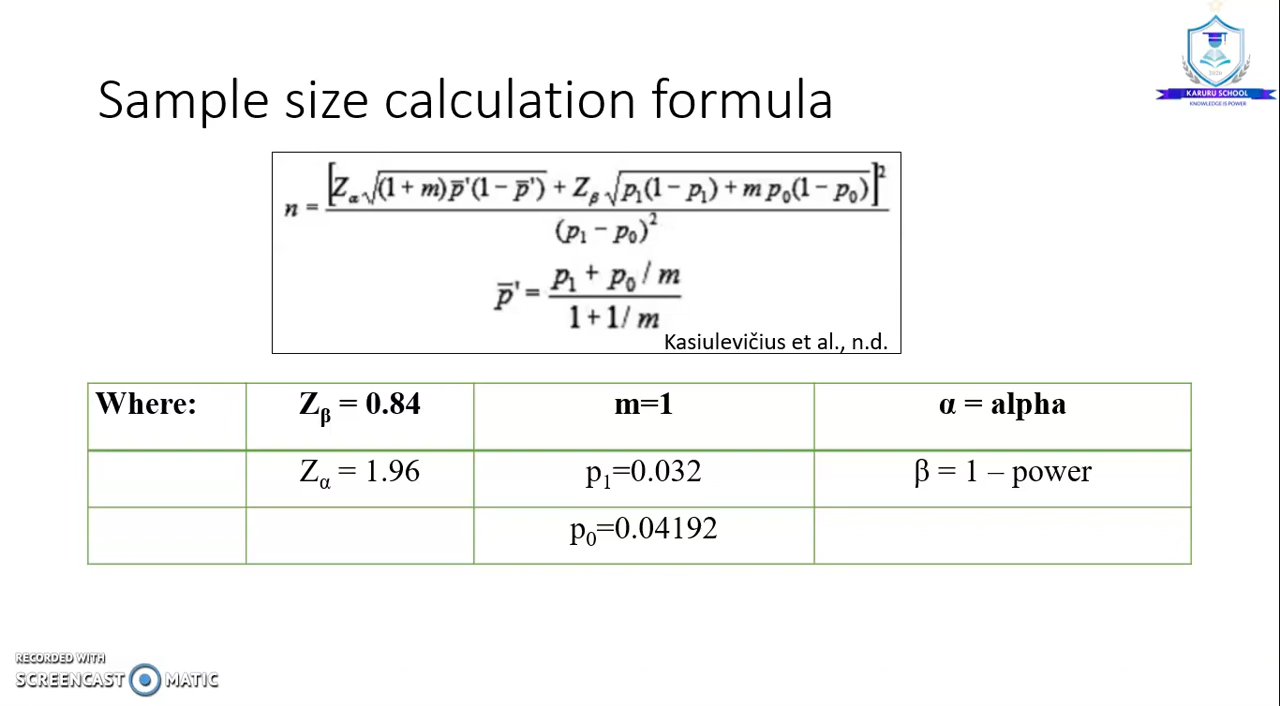 KARURU SCHOOL
KNOWLEDGE IS POWER
2020
Sample size calculation formula
n = [Zα√(1 + m)p̅'(1 − p̅') + Zβ√p₁(1 − p₁) + m p₀(1 − p₀)]² / (p₁ − p₀)²
p̅' = p₁ + p₀ / m / 1 + 1/ m
Kasiulevičius et al., n.d.
Where: Zβ = 0.84 m=1 α = alpha
Zα = 1.96 p₁=0.032 β = 1 – power
p₀=0.04192
RECORDED WITH
SCREENCAST MATIC